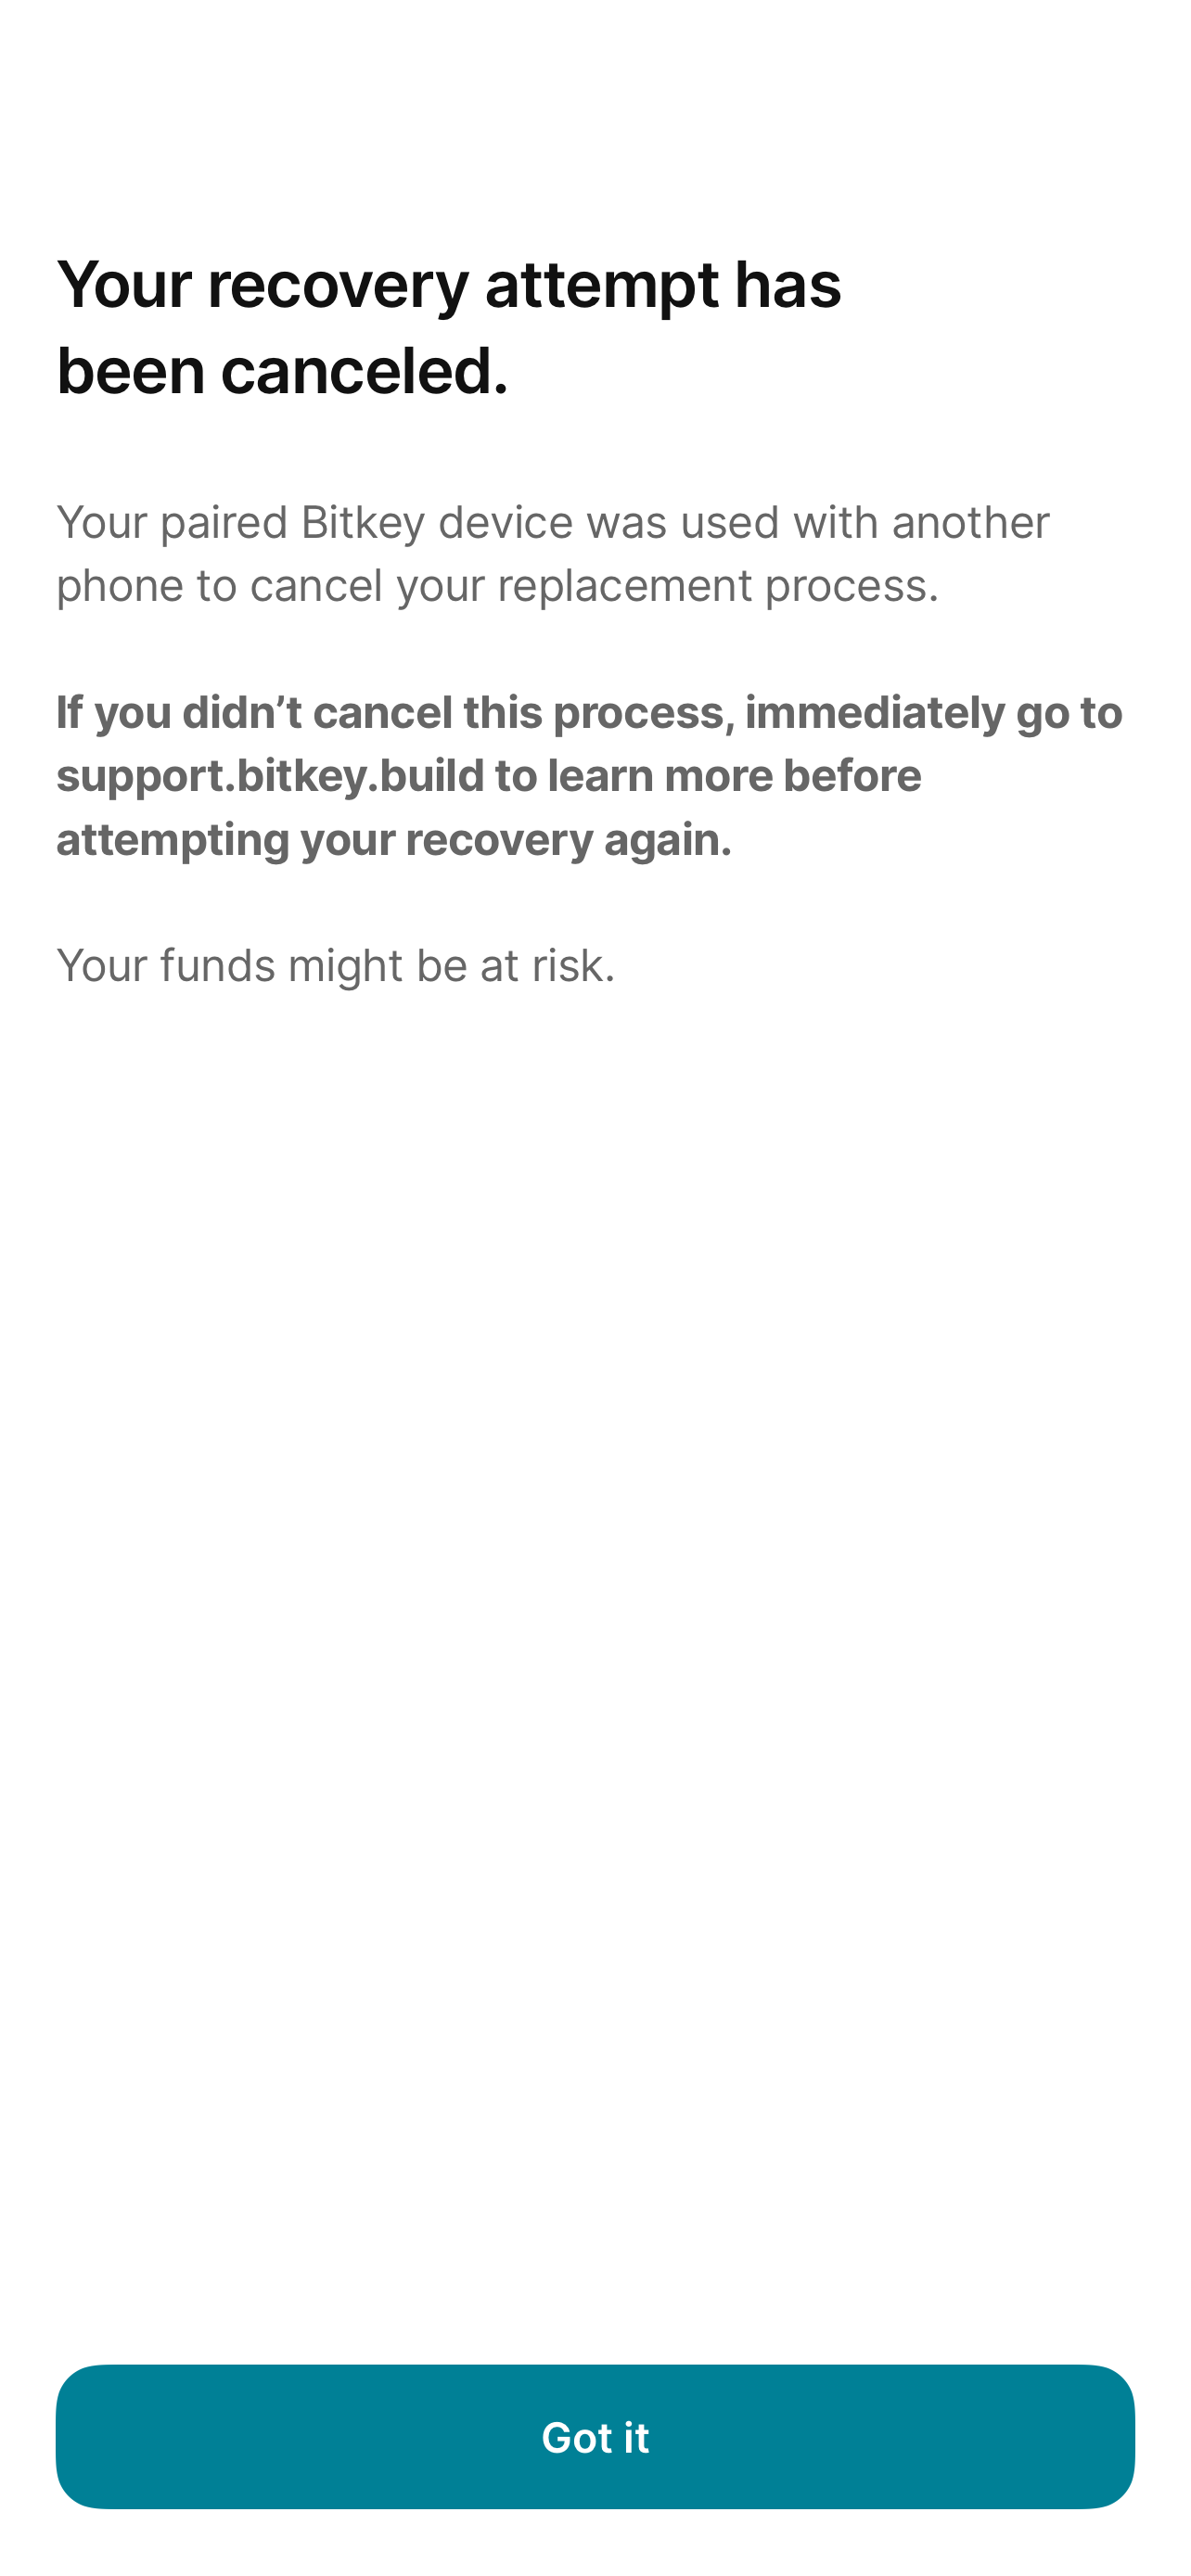 Your recovery attempt has
been canceled.
Your paired Bitkey device was used with another
phone to cancel your replacement process.
If you didn’t cancel this process, immediately go to
support.bitkey.build to learn more before
attempting your recovery again.
Your funds might be at risk.
Got it